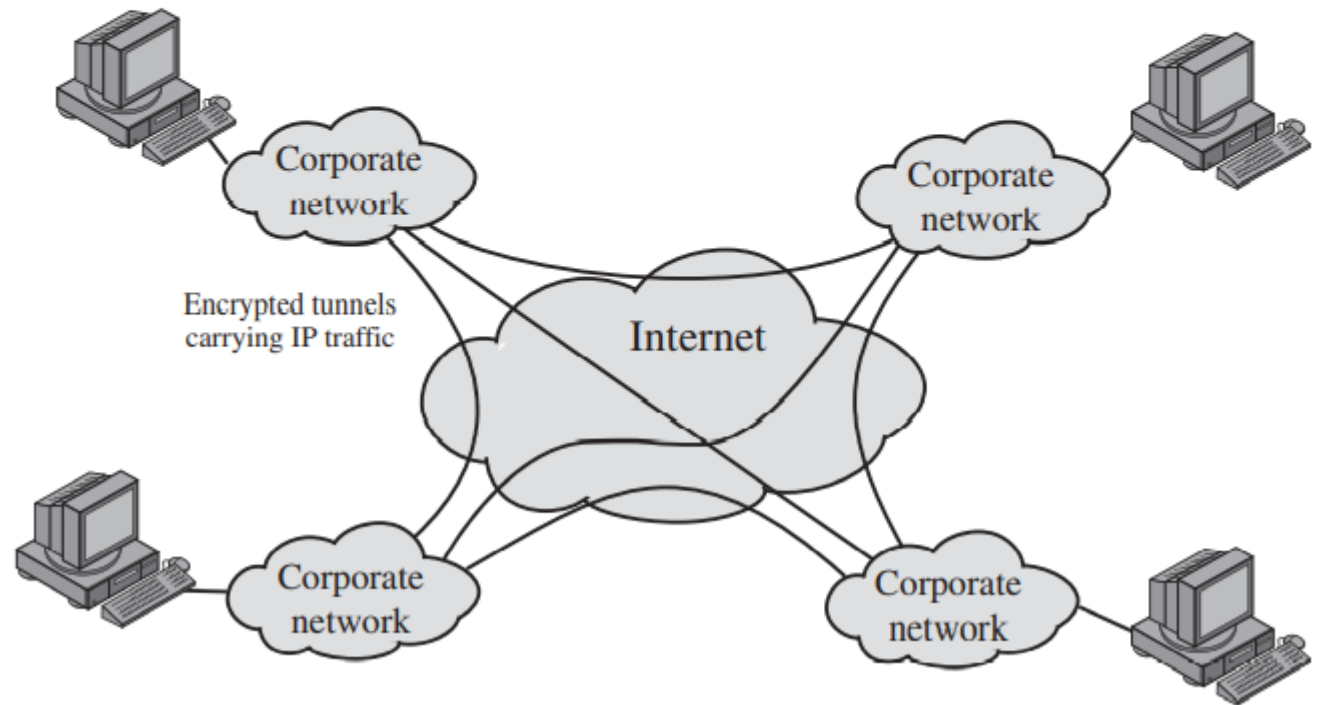 Corporate
network
Corporate
network
Encrypted tunnels
carrying IP traffic
Internet
Corporate
network
Corporate
network